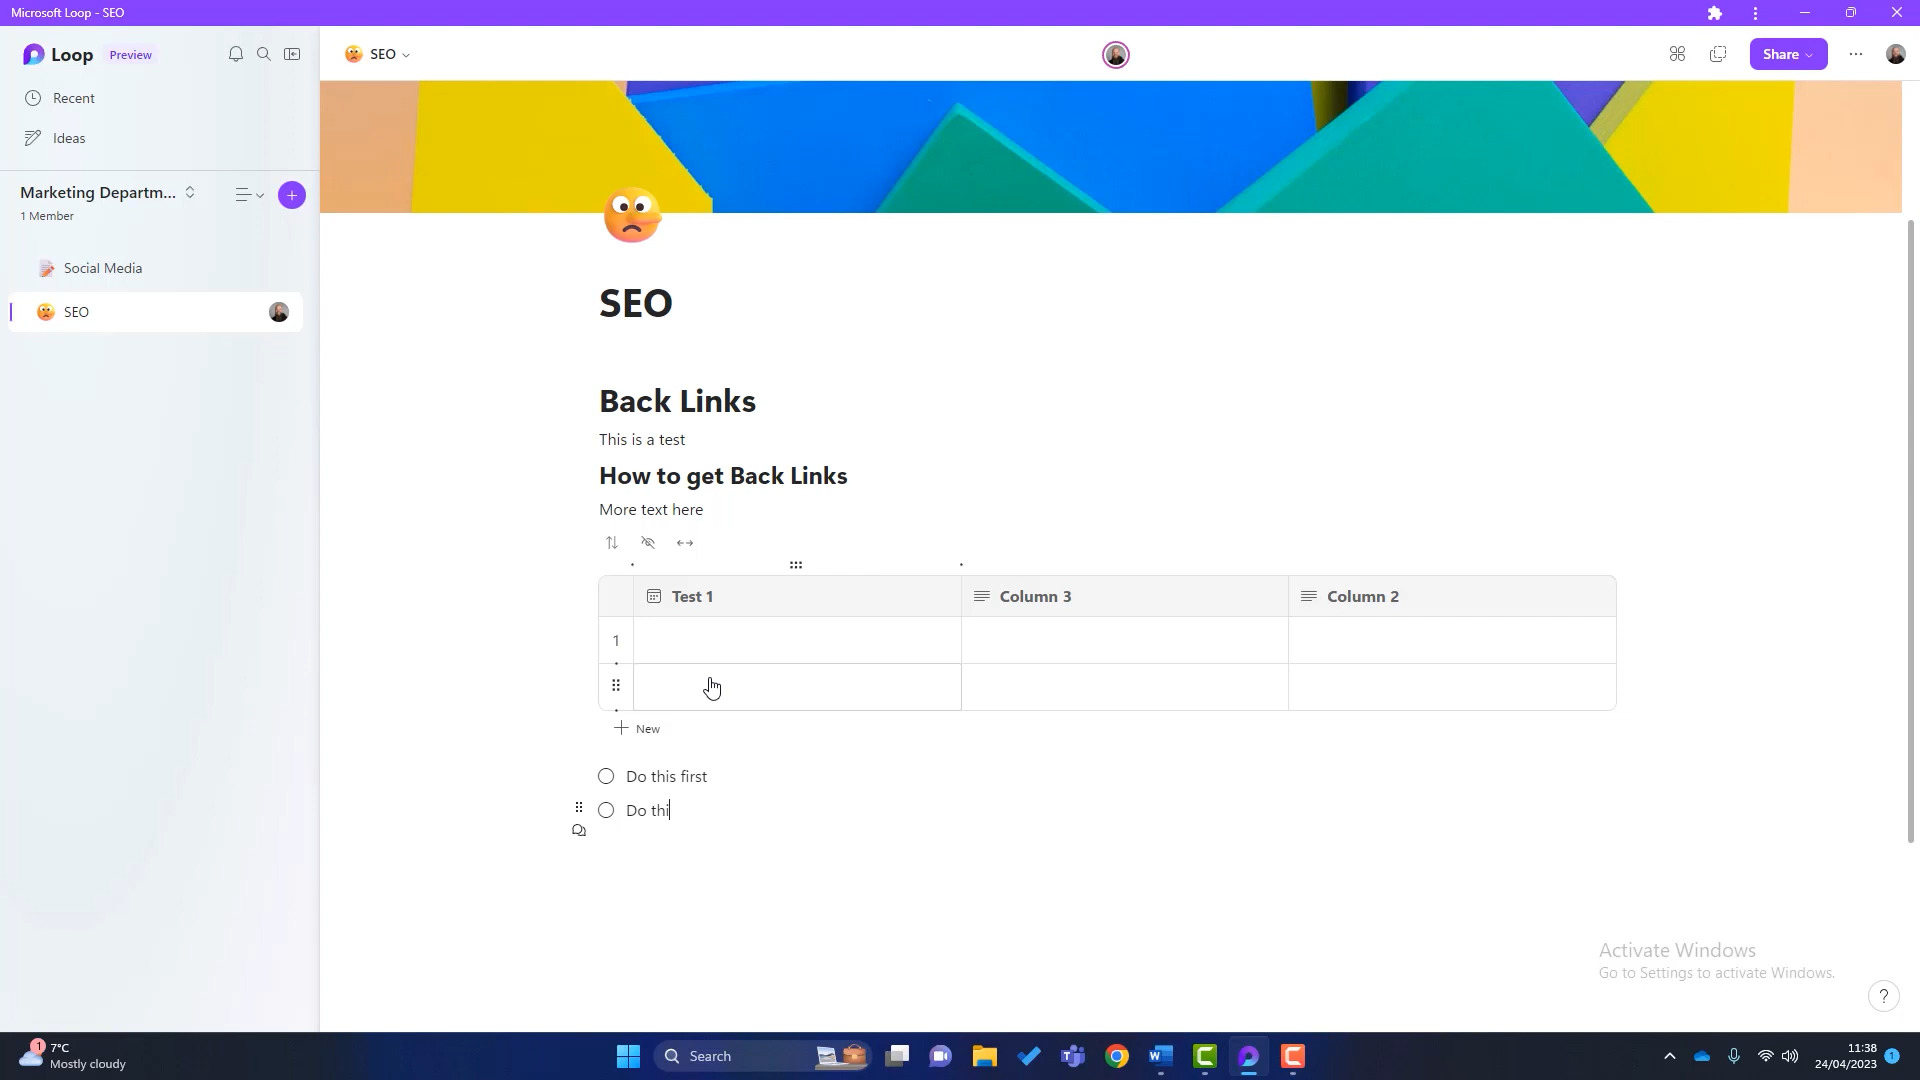 Microsoft Loop - SEO
Loop Preview
SEO
Share
Recent
Ideas
Marketing Departm...
1 Member
Social Media
SEO
SEO
Back Links
This is a test
How to get Back Links
More text here
Test 1
Column 3
Column 2
1
New
Do this first
Do thi
Activate Windows
Go to Settings to activate Windows.
?
1
7°C
Mostly cloudy
Search
11:38
24/04/2023
1